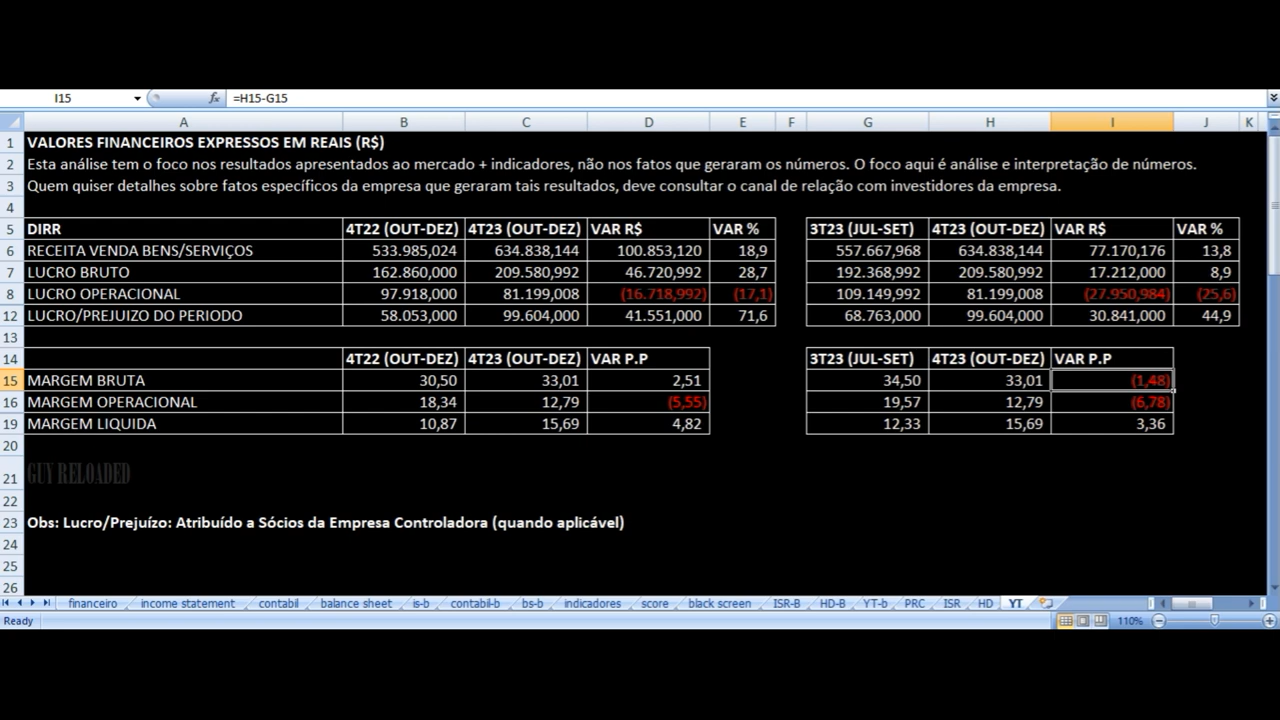 I15 fx =H15-G15
A B C D E F G H I J K
1 VALORES FINANCEIROS EXPRESSOS EM REAIS (R$)
2 Esta análise tem o foco nos resultados apresentados ao mercado + indicadores, não nos fatos que geraram os números. O foco aqui é análise e interpretação de números.
3 Quem quiser detalhes sobre fatos específicos da empresa que geraram tais resultados, deve consultar o canal de relação com investidores da empresa.
4
5 DIRR 4T22 (OUT-DEZ) 4T23 (OUT-DEZ) VAR R$ VAR % 3T23 (JUL-SET) 4T23 (OUT-DEZ) VAR R$ VAR %
6 RECEITA VENDA BENS/SERVIÇOS 533.985,024 634.838,144 100.853,120 18,9 557.667,968 634.838,144 77.170,176 13,8
7 LUCRO BRUTO 162.860,000 209.580,992 46.720,992 28,7 192.368,992 209.580,992 17.212,000 8,9
8 LUCRO OPERACIONAL 97.918,000 81.199,008 (16.718,992) (17,1) 109.149,992 81.199,008 (27.950,984) (25,6)
12 LUCRO/PREJUIZO DO PERIODO 58.053,000 99.604,000 41.551,000 71,6 68.763,000 99.604,000 30.841,000 44,9
13
14 4T22 (OUT-DEZ) 4T23 (OUT-DEZ) VAR P.P 3T23 (JUL-SET) 4T23 (OUT-DEZ) VAR P.P
15 MARGEM BRUTA 30,50 33,01 2,51 34,50 33,01 (1,48)
16 MARGEM OPERACIONAL 18,34 12,79 (5,55) 19,57 12,79 (6,78)
19 MARGEM LIQUIDA 10,87 15,69 4,82 12,33 15,69 3,36
20
21 GUY RELOADED
22
23 Obs: Lucro/Prejuízo: Atribuído a Sócios da Empresa Controladora (quando aplicável)
24
25
26
financeiro income statement contabil balance sheet is-b contabil-b bs-b indicadores score black screen ISR-B HD-B YT-b PRC ISR HD YT
Ready 110%